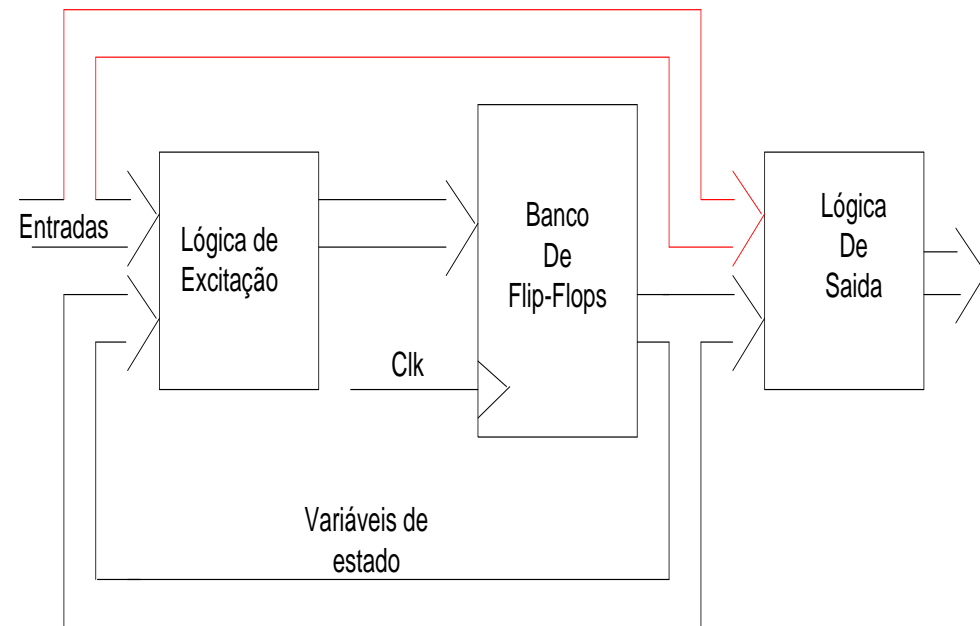 Entradas
Lógica de
Excitação
Banco
De
Flip-Flops
Clk
Lógica
De
Saida
Variáveis de
estado